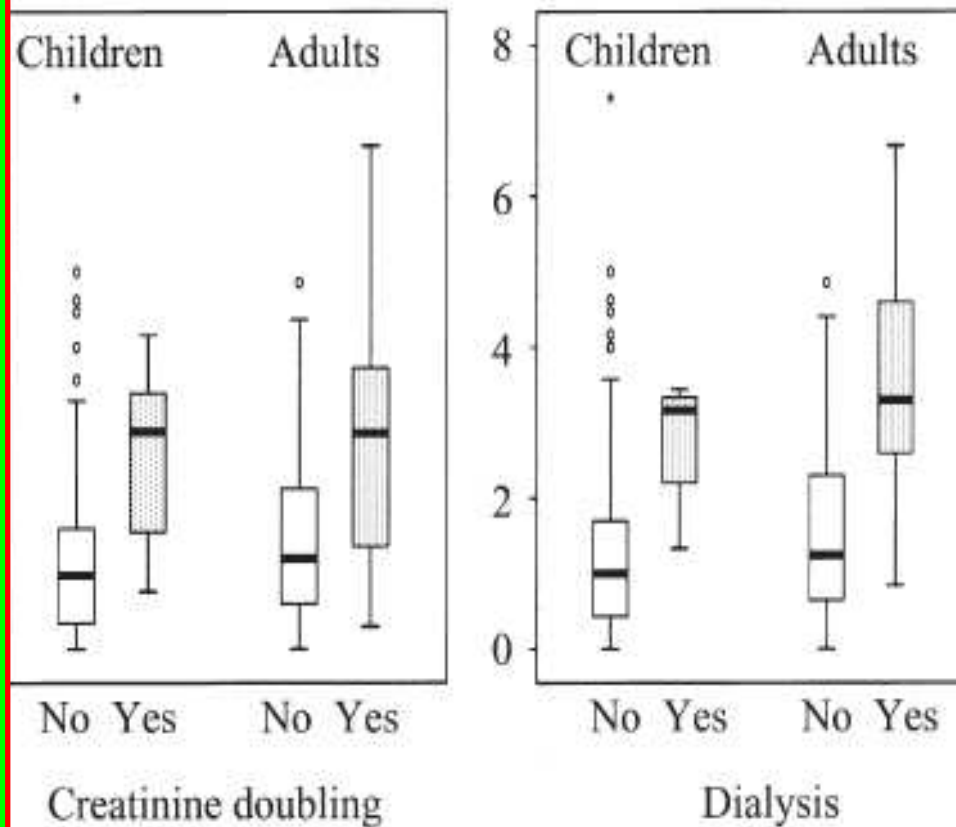 Children Adults
No Yes No Yes
Creatinine doubling
8
6
4
2
0
Children Adults
No Yes No Yes
Dialysis